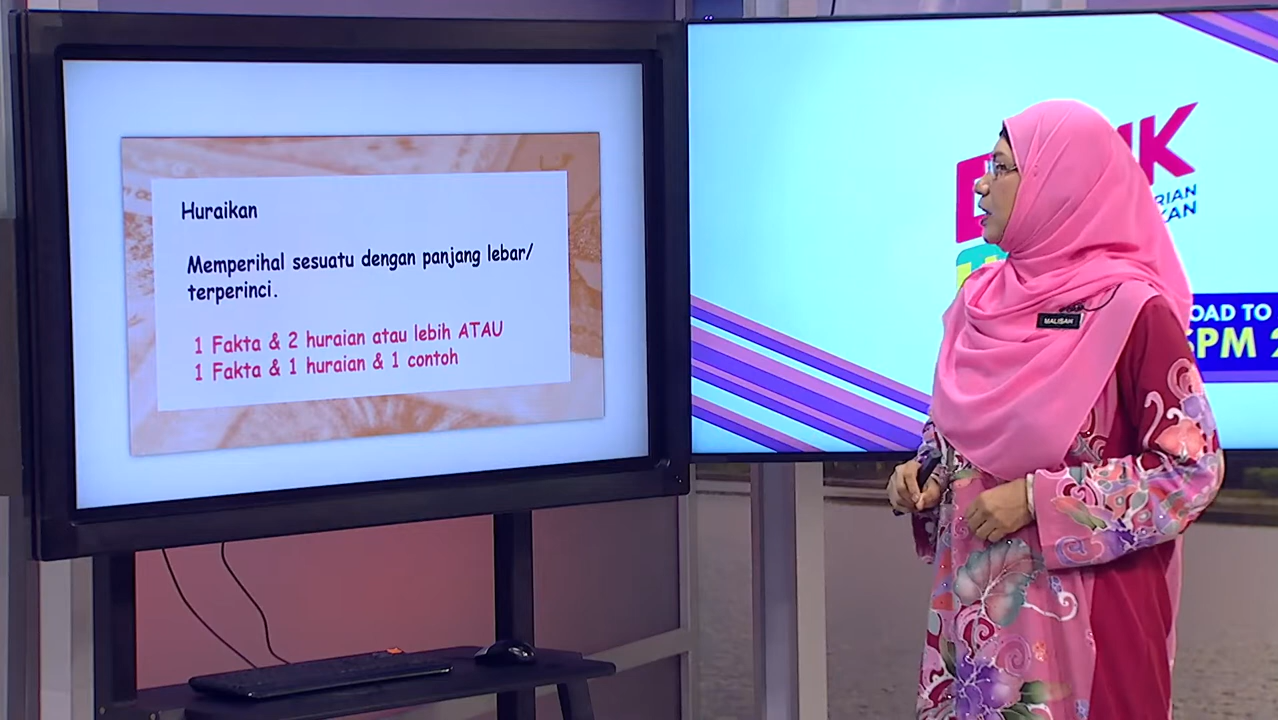 Huraikan
Memperihal sesuatu dengan panjang lebar/
terperinci.
1 Fakta & 2 huraian atau lebih ATAU
1 Fakta & 1 huraian & 1 contoh
MALISAH
OAD TO
SPM